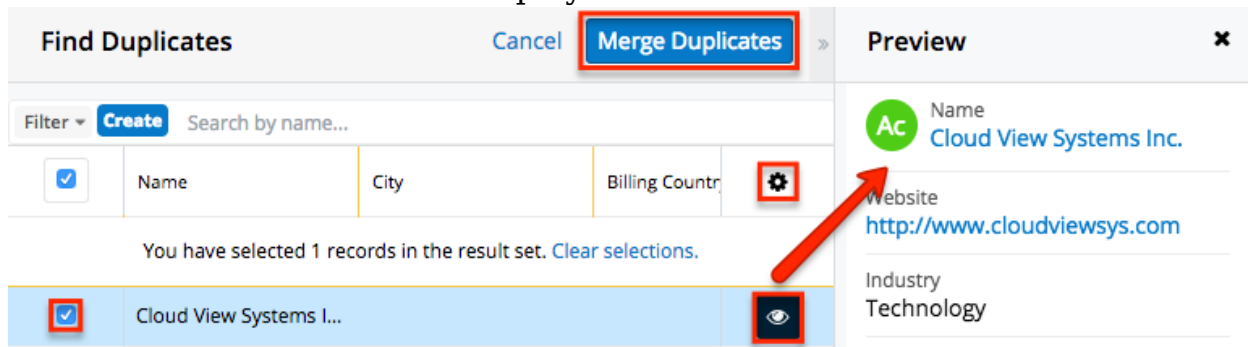 Find Duplicates Cancel Merge Duplicates »
Filter Create Search by name...
Name City Billing Countr
You have selected 1 records in the result set. Clear selections.
Cloud View Systems I...
Preview
Ac Name
Cloud View Systems Inc.
Website
http://www.cloudviewsys.com
Industry
Technology